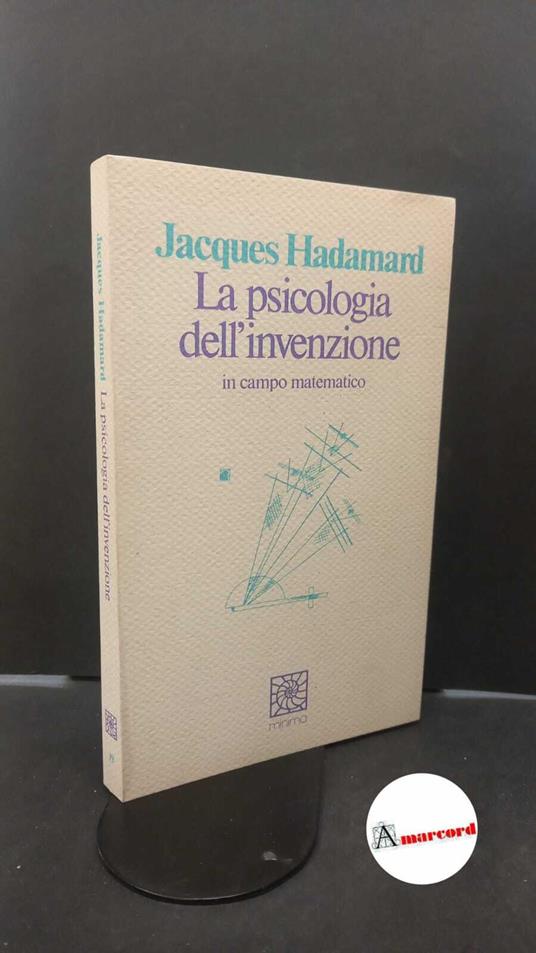 Jacques Hadamard
La psicologia
dell'invenzione
in campo matematico
minima
Jacques Hadamard La psicologia dell'invenzione
Amarcord